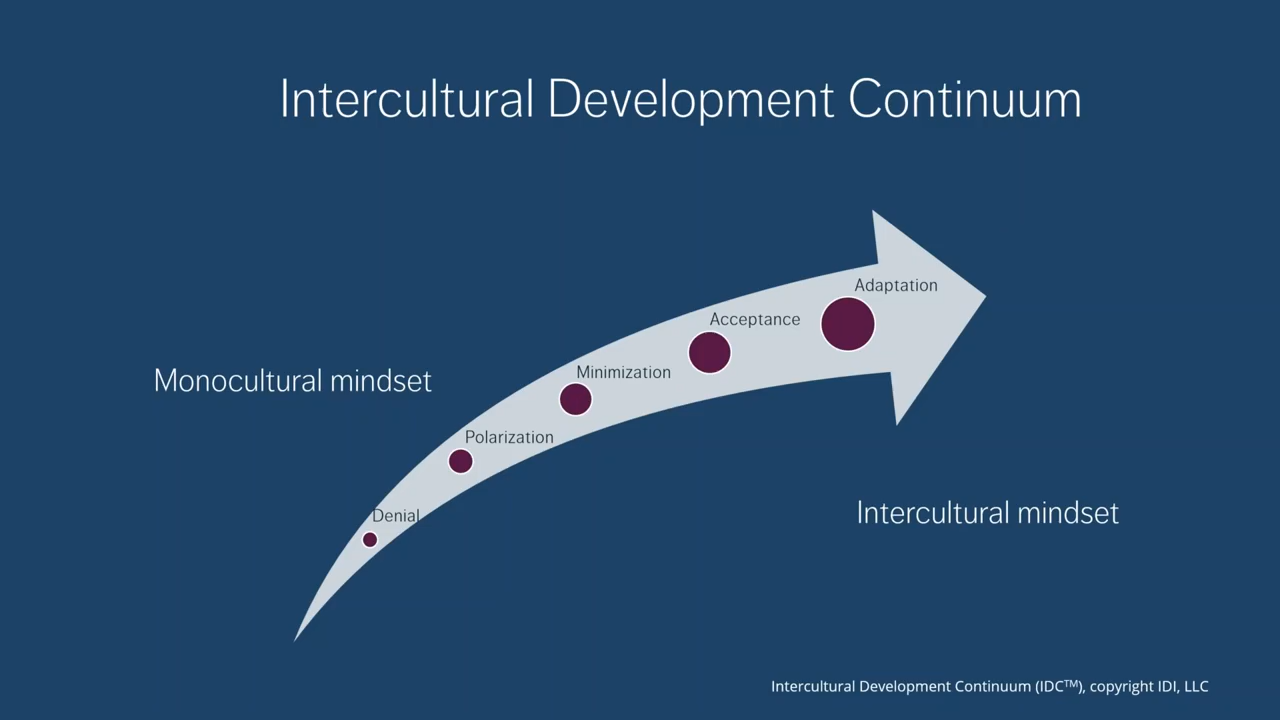 Intercultural Development Continuum
Adaptation
Acceptance
Minimization
Monocultural mindset
Polarization
Denial
Intercultural mindset
Intercultural Development Continuum (IDC™), copyright IDI, LLC